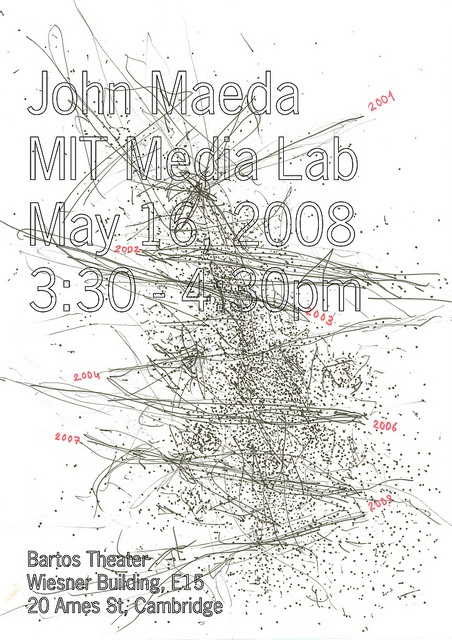 John Maeda
MIT Media Lab
May 16, 2008
3:30 - 4:30pm
2001
2002
2003
2004
2006
2007
Bartos Theater
Wiesner Building, E15
20 Ames St, Cambridge